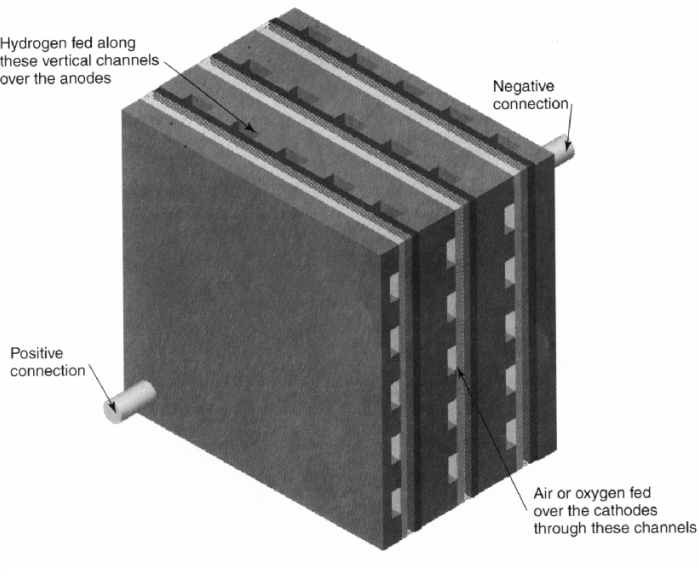 Hydrogen fed along
these vertical channels
over the anodes
Negative
connection
Positive
connection
Air or oxygen fed
over the cathodes
through these channels